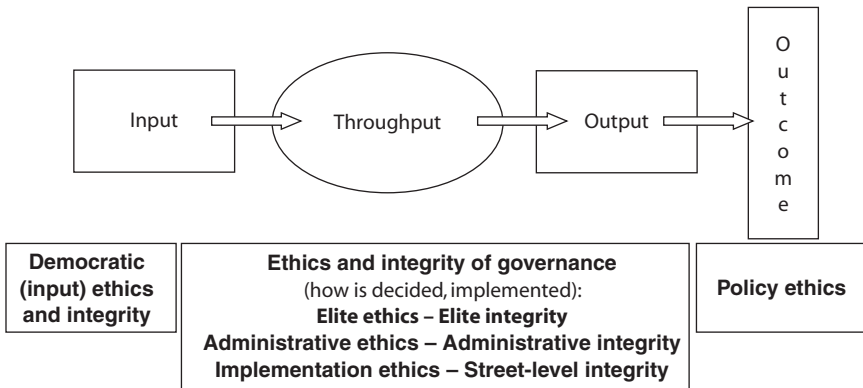 Input
Throughput
Output
O
u
t
c
o
m
e
Democratic
(input) ethics
and integrity
Ethics and integrity of governance
(how is decided, implemented):
Elite ethics – Elite integrity
Administrative ethics – Administrative integrity
Implementation ethics – Street-level integrity
Policy ethics